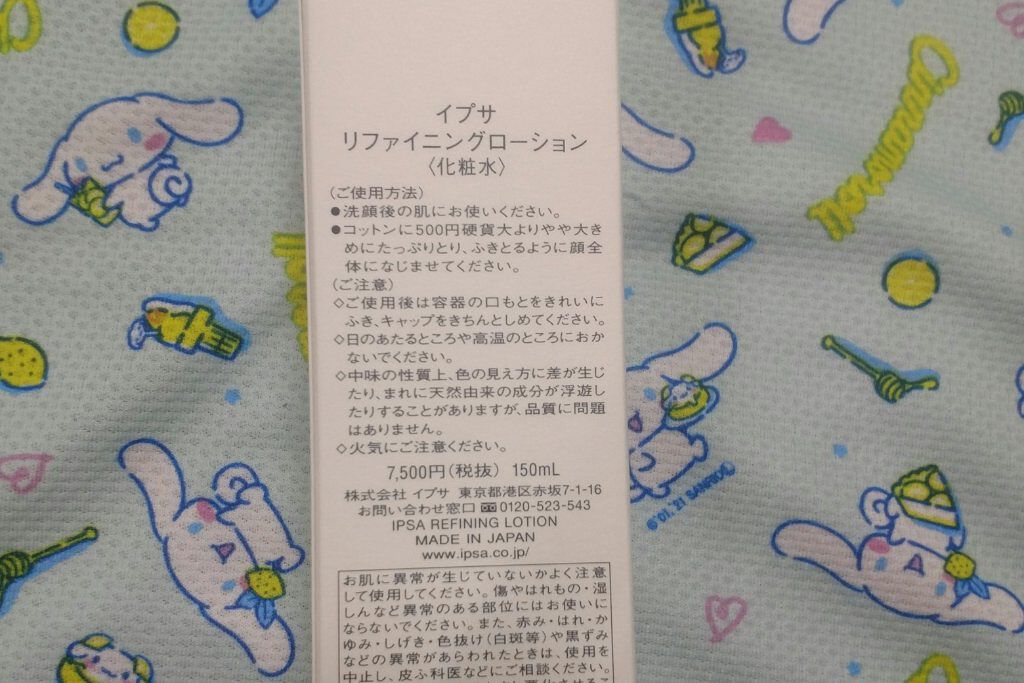 イプサ
リファイニングローション
〈化粧水〉
(ご使用方法)
●洗顔後の肌にお使いください。
●コットンに500円硬貨大よりやや大き
めにたっぷりとり、ふきとるように顔全
体になじませてください。
(ご注意)
◇ご使用後は容器の口もとをきれいに
ふき、キャップをきちんとしめてください。
◇日のあたるところや高温のところにおか
ないでください。
◇中味の性質上、色の見え方に差が生じ
たり、まれに天然由来の成分が浮遊し
たりすることがありますが、品質に問題
はありません。
◇火気にご注意ください。
7,500円(税抜) 150mL
株式会社 イプサ 東京都港区赤坂7-1-16
お問い合わせ窓口 0120-523-543
IPSA REFINING LOTION
MADE IN JAPAN
www.ipsa.co.jp/
お肌に異常が生じていないかよく注意
して使用してください。傷やはれもの・湿
しんなど異常のある部位にはお使いに
ならないでください。また、赤み・はれ・か
ゆみ・しげき・色抜け(白斑等)や黒ずみ
などの異常があらわれたときは、使用を
中止し、皮ふ科医などにご相談ください。
Cinnamoroll
©'01, '21 SANRIO